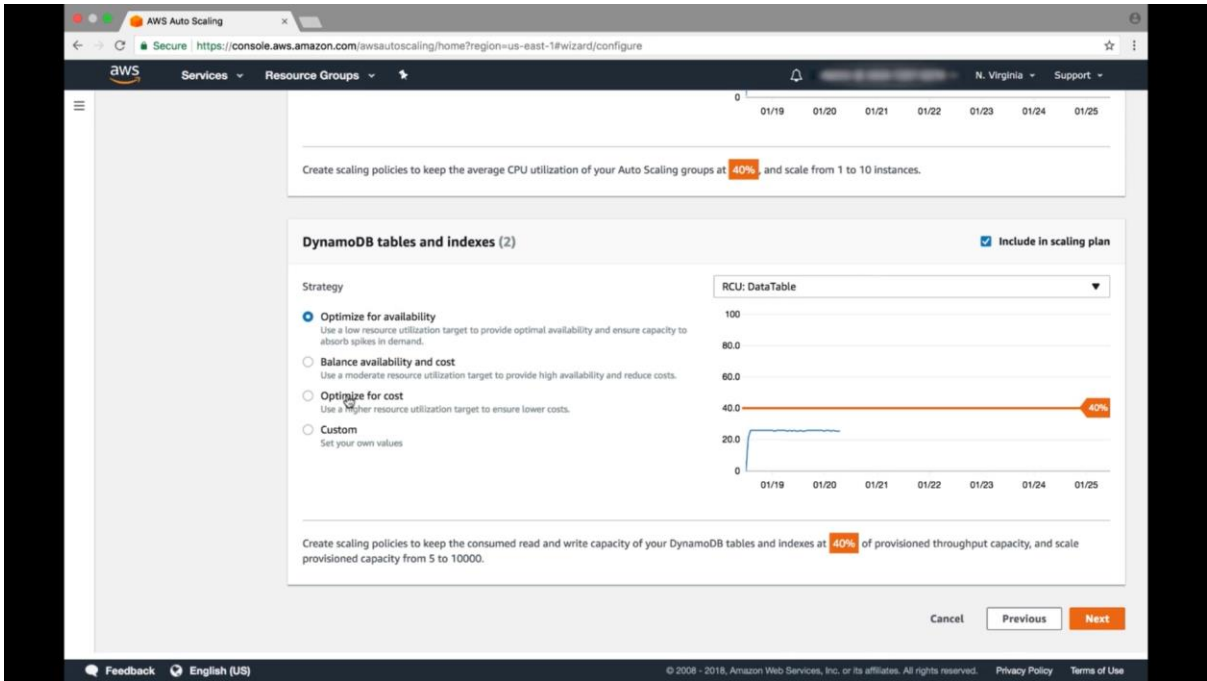 AWS Auto Scaling
Secure https://console.aws.amazon.com/awsautoscaling/home?region=us-east-1#wizard/configure
aws Services Resource Groups N. Virginia Support
0
01/19 01/20 01/21 01/22 01/23 01/24 01/25
Create scaling policies to keep the average CPU utilization of your Auto Scaling groups at 40% , and scale from 1 to 10 instances.
DynamoDB tables and indexes (2) Include in scaling plan
Strategy
RCU: DataTable
Optimize for availability
Use a low resource utilization target to provide optimal availability and ensure capacity to
absorb spikes in demand.
Balance availability and cost
Use a moderate resource utilization target to provide high availability and reduce costs.
Optimize for cost
Use a higher resource utilization target to ensure lower costs.
Custom
Set your own values
100
80.0
60.0
40.0 40%
20.0
0
01/19 01/20 01/21 01/22 01/23 01/24 01/25
Create scaling policies to keep the consumed read and write capacity of your DynamoDB tables and indexes at 40% of provisioned throughput capacity, and scale
provisioned capacity from 5 to 10000.
Cancel Previous Next
Feedback English (US) © 2008 - 2018, Amazon Web Services, Inc. or its affiliates. All rights reserved. Privacy Policy Terms of Use